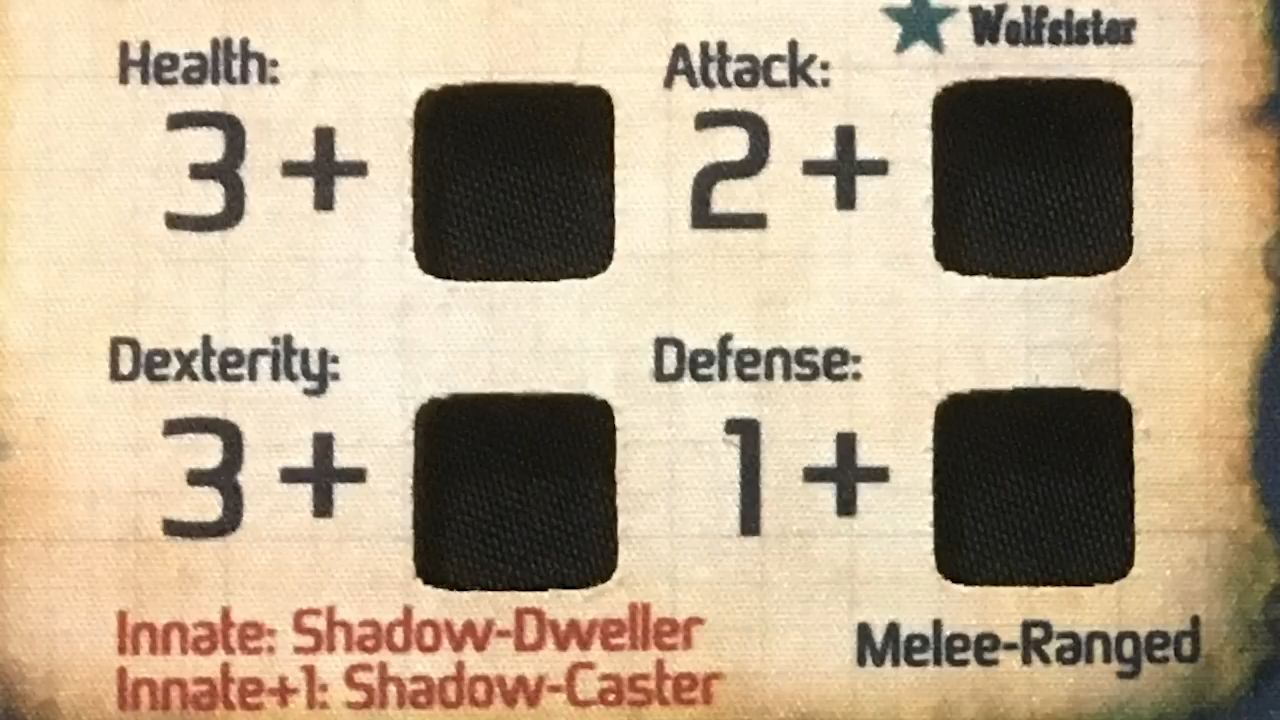 Wolfsister
Health:
Attack:
3+
2+
Dexterity:
Defense:
3+
1+
Innate: Shadow-Dweller
Innate+1: Shadow-Caster
Melee-Ranged